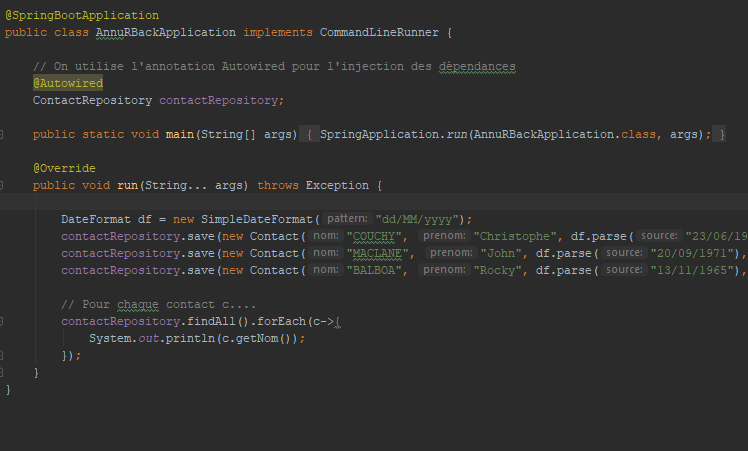 @SpringBootApplication
public class AnnuRBackApplication implements CommandLineRunner {
// On utilise l'annotation Autowired pour l'injection des dépendances
@Autowired
ContactRepository contactRepository;
public static void main(String[] args) { SpringApplication.run(AnnuRBackApplication.class, args); }
@Override
public void run(String... args) throws Exception {
DateFormat df = new SimpleDateFormat( pattern: "dd/MM/yyyy");
contactRepository.save(new Contact( nom: "COUCHY", prenom: "Christophe", df.parse( source: "23/06/19
contactRepository.save(new Contact( nom: "MACLANE", prenom: "John", df.parse( source: "20/09/1971"),
contactRepository.save(new Contact( nom: "BALBOA", prenom: "Rocky", df.parse( source: "13/11/1965"),
// Pour chaque contact c....
contactRepository.findAll().forEach(c->{
System.out.println(c.getNom());
});
}
}